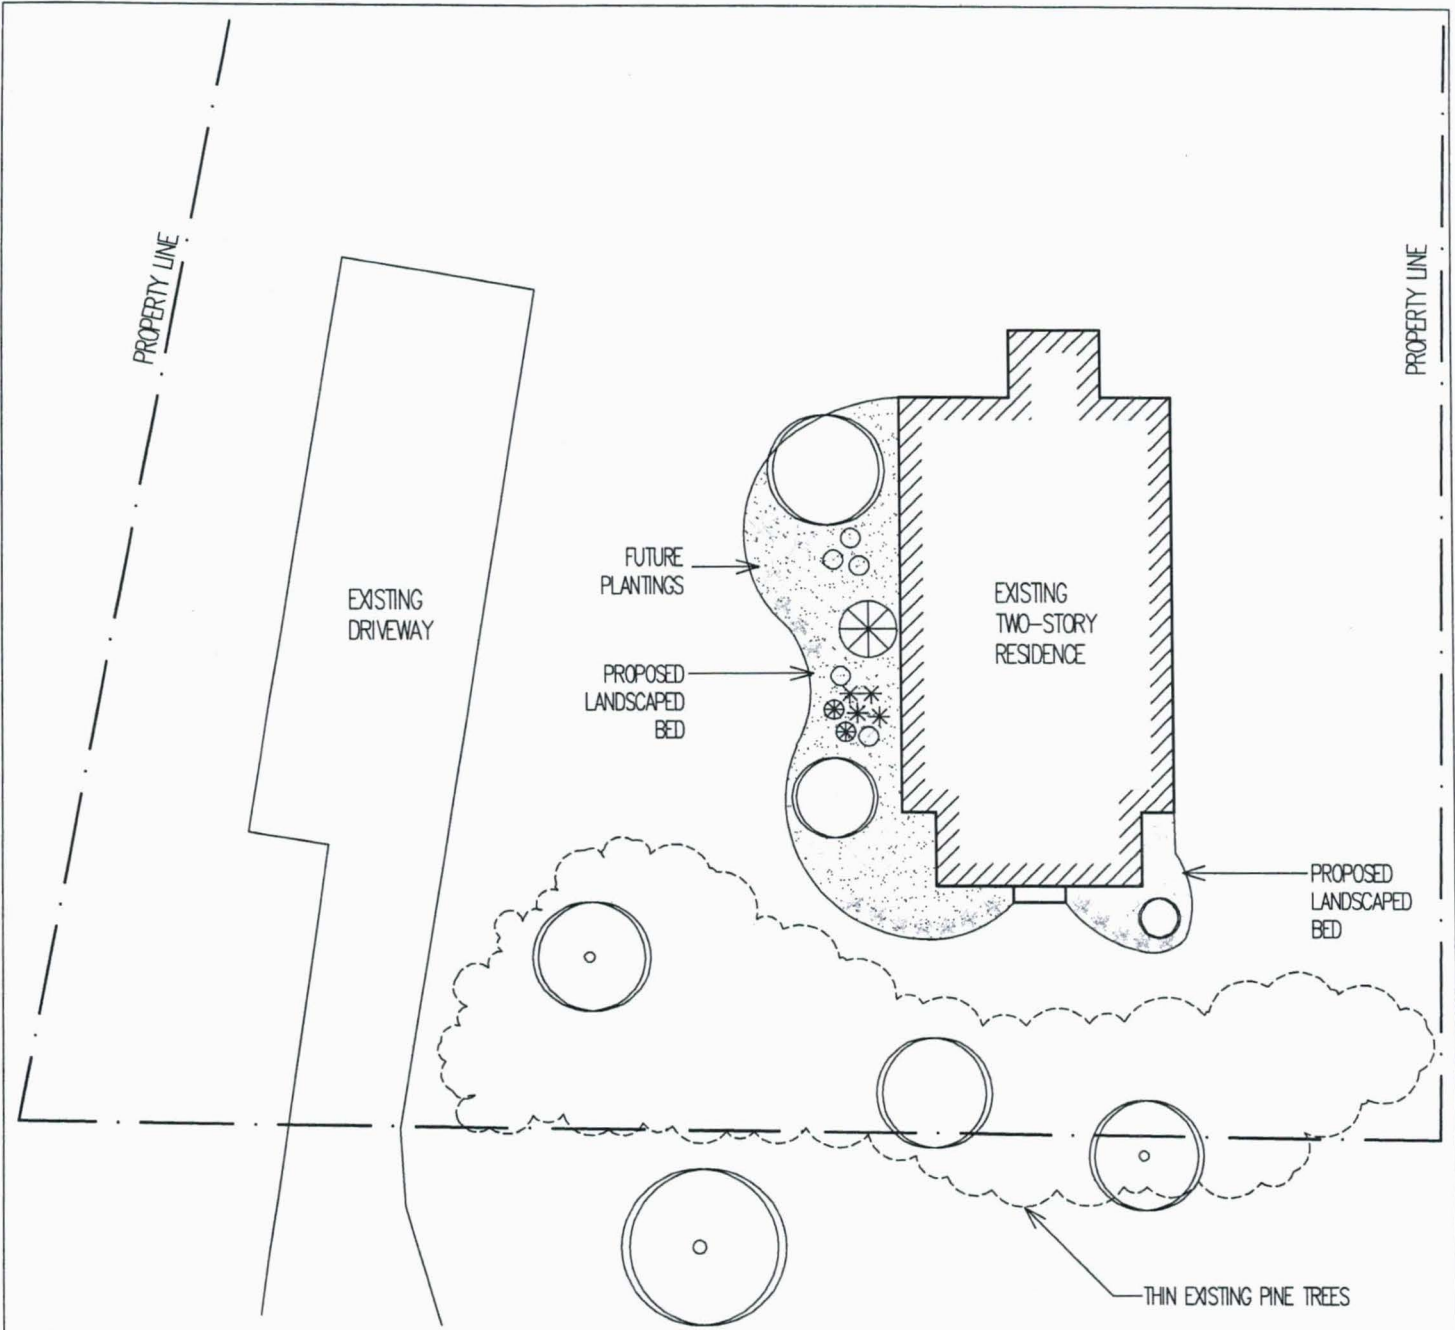 PROPERTY LINE
PROPERTY LINE
EXISTING
DRIVEWAY
FUTURE
PLANTINGS
EXISTING
TWO-STORY
RESIDENCE
PROPOSED
LANDSCAPED
BED
PROPOSED
LANDSCAPED
BED
THIN EXISTING PINE TREES